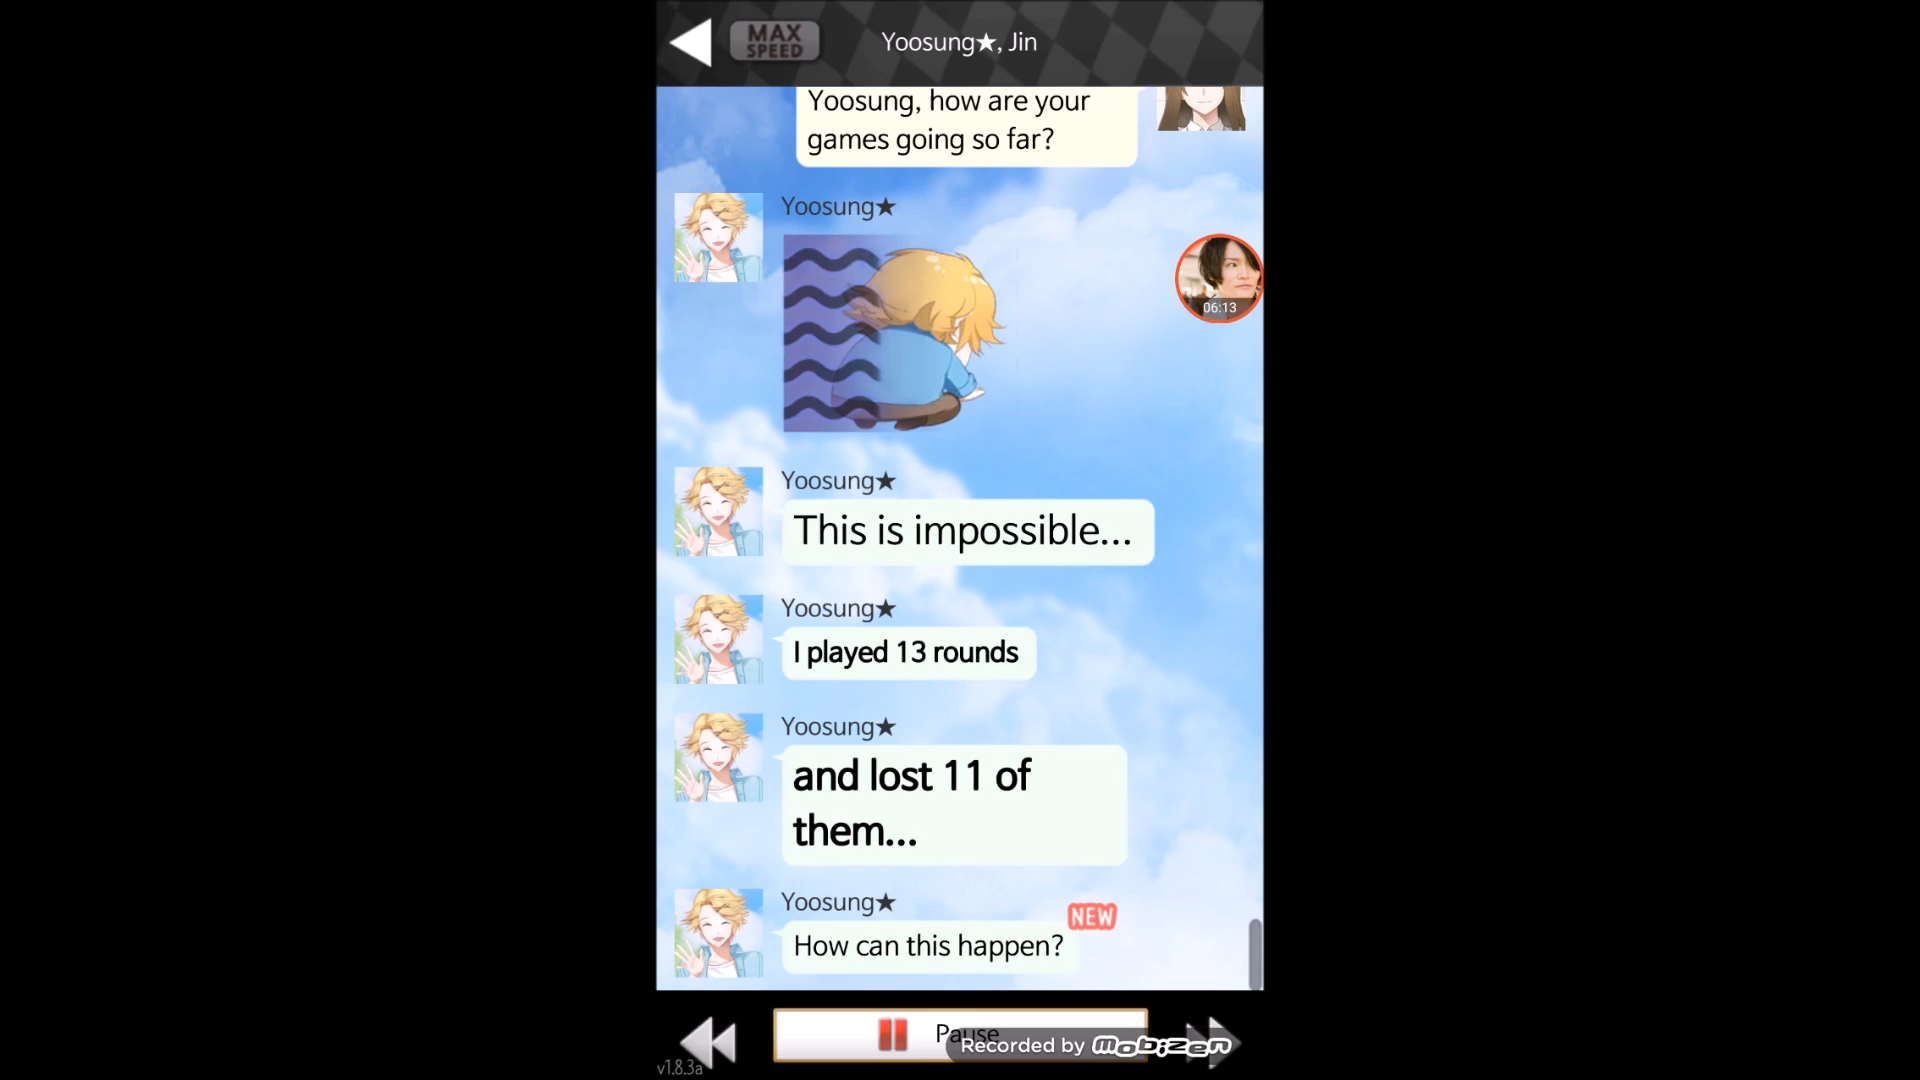 MAX
SPEED
Yoosung★, Jin
Yoosung, how are your
games going so far?
Yoosung★
06:13
Yoosung★
This is impossible...
Yoosung★
I played 13 rounds
Yoosung★
and lost 11 of
them...
Yoosung★
NEW
How can this happen?
Pause
Recorded by Mobizen
v1.8.3a